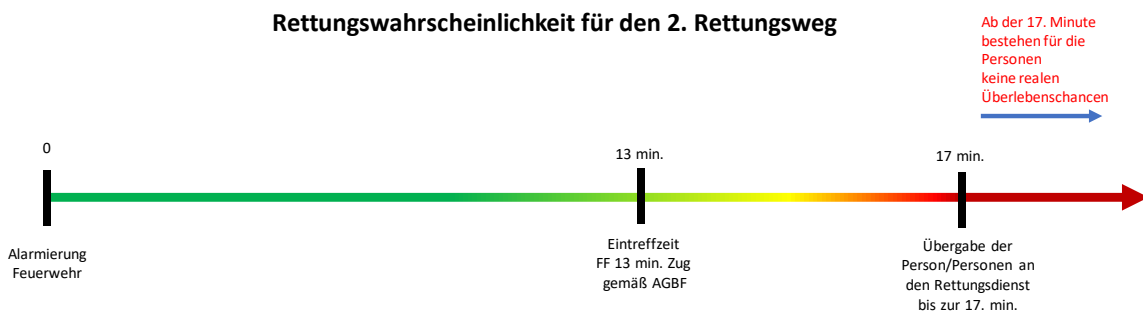 Rettungswahrscheinlichkeit für den 2. Rettungsweg
Ab der 17. Minute
bestehen für die
Personen
keine realen
Überlebenschancen
0
13 min.
17 min.
Alarmierung
Feuerwehr
Eintreffzeit
FF 13 min. Zug
gemäß AGBF
Übergabe der
Person/Personen an
den Rettungsdienst
bis zur 17. min.